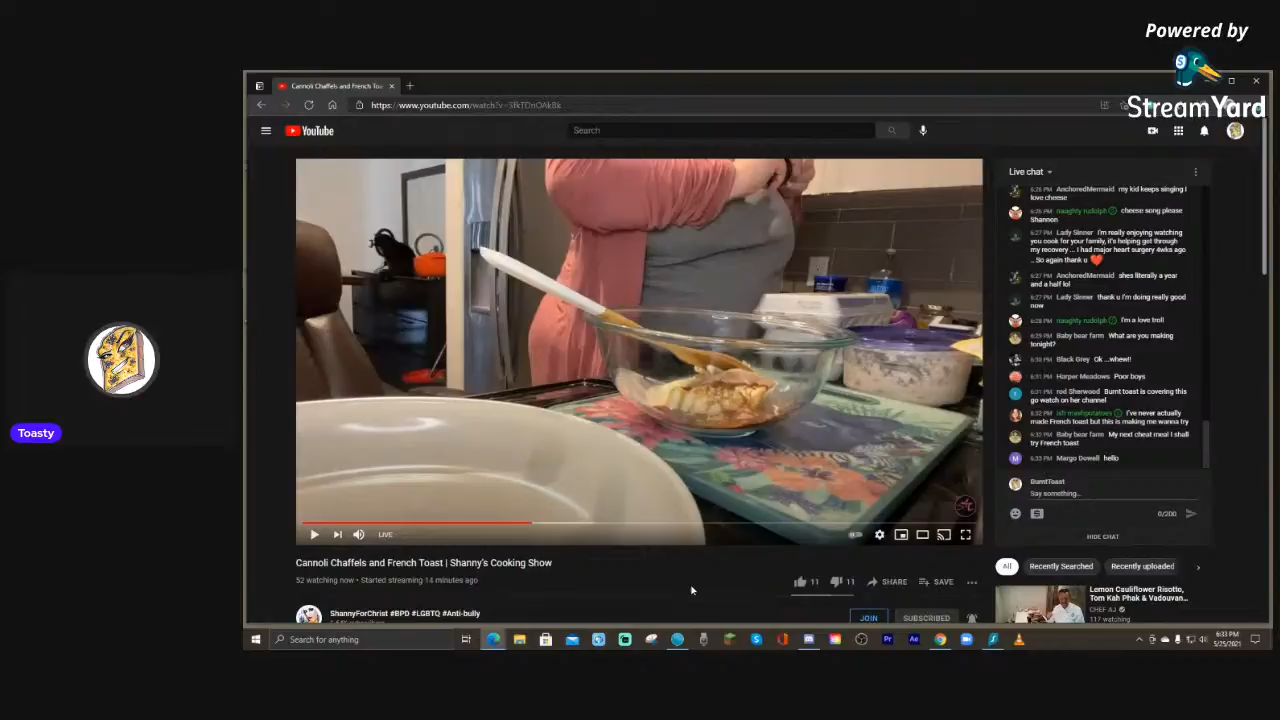 Powered by
StreamYard
Cannoli Chaffels and French Toa
YouTube
Search
Live chat
6:26 PM AnchoredMermaid my kid keeps singing I
love cheese
6:26 PM naughty rudolph cheese song please
Shannon
6:27 PM Lady Sinner I'm really enjoying watching
you cook for your family, it's helping get through
my recovery ... I had major heart surgery 4wks ago
.. So again thank u
6:27 PM AnchoredMermaid shes literally a year
and a half lol
6:27 PM Lady Sinner thank u I'm doing really good
now
6:28 PM naughty rudolph I'm a love troll
6:29 PM Baby bear farm What are you making
tonight?
6:30 PM Black Grey Ok ...whew!!
6:31 PM Harper Meadows Poor boys
6:31 PM rod Sherwood Burnt toast is covering this
go watch on her channel
6:32 PM mashpotatoes I've never actually
made French toast but this is making me wanna try
6:32 PM Baby bear farm My next cheat meal I shall
try French toast
6:33 PM Margo Dowell hello
BurntToast
Say something...
0/200
HIDE CHAT
LIVE
Toasty
Cannoli Chaffels and French Toast | Shanny's Cooking Show
52 watching now • Started streaming 14 minutes ago
11
11
SHARE
SAVE
ShannyForChrist #BPD #LGBTQ #Anti-bully
JOIN
SUBSCRIBED
All
Recently Searched
Recently uploaded
Lemon Cauliflower Risotto,
Tom Kah Phak & Vadouvan...
CHEF AJ
117 watching
Search for anything
6:33 PM
5/25/2021